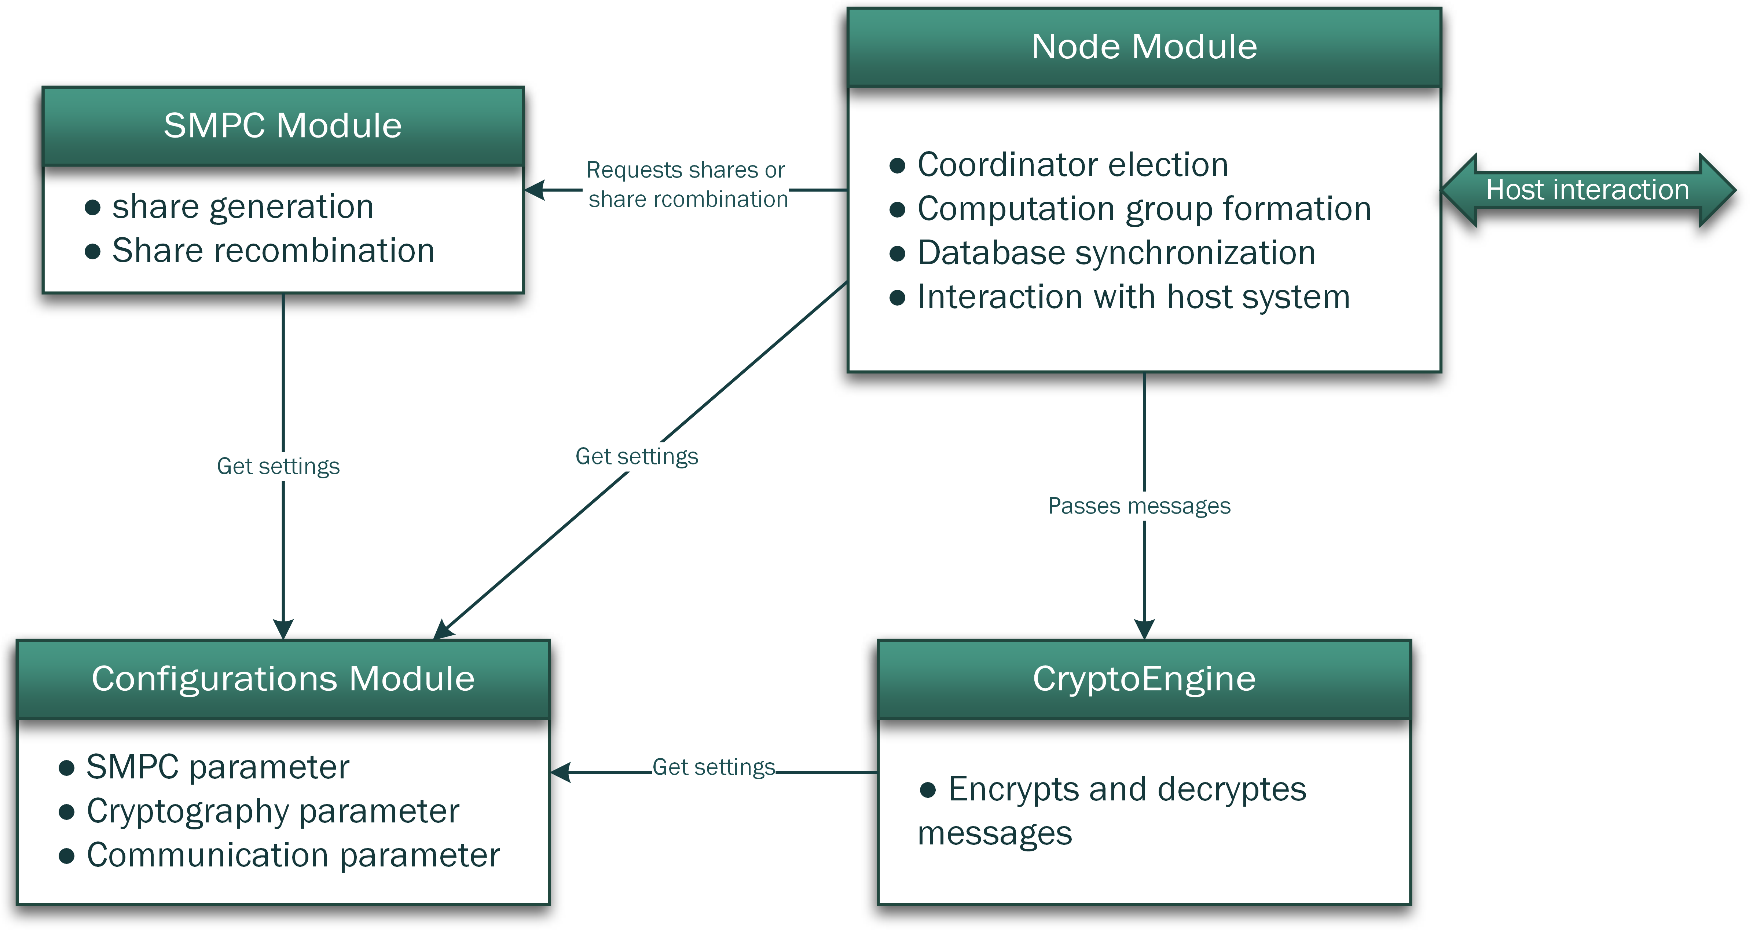 Node Module
● Coordinator election
● Computation group formation
● Database synchronization
● Interaction with host system
Host interaction
SMPC Module
● share generation
● Share recombination
Requests shares or
share rcombination
Get settings
Get settings
Passes messages
Configurations Module
● SMPC parameter
● Cryptography parameter
● Communication parameter
Get settings
CryptoEngine
● Encrypts and decryptes
messages